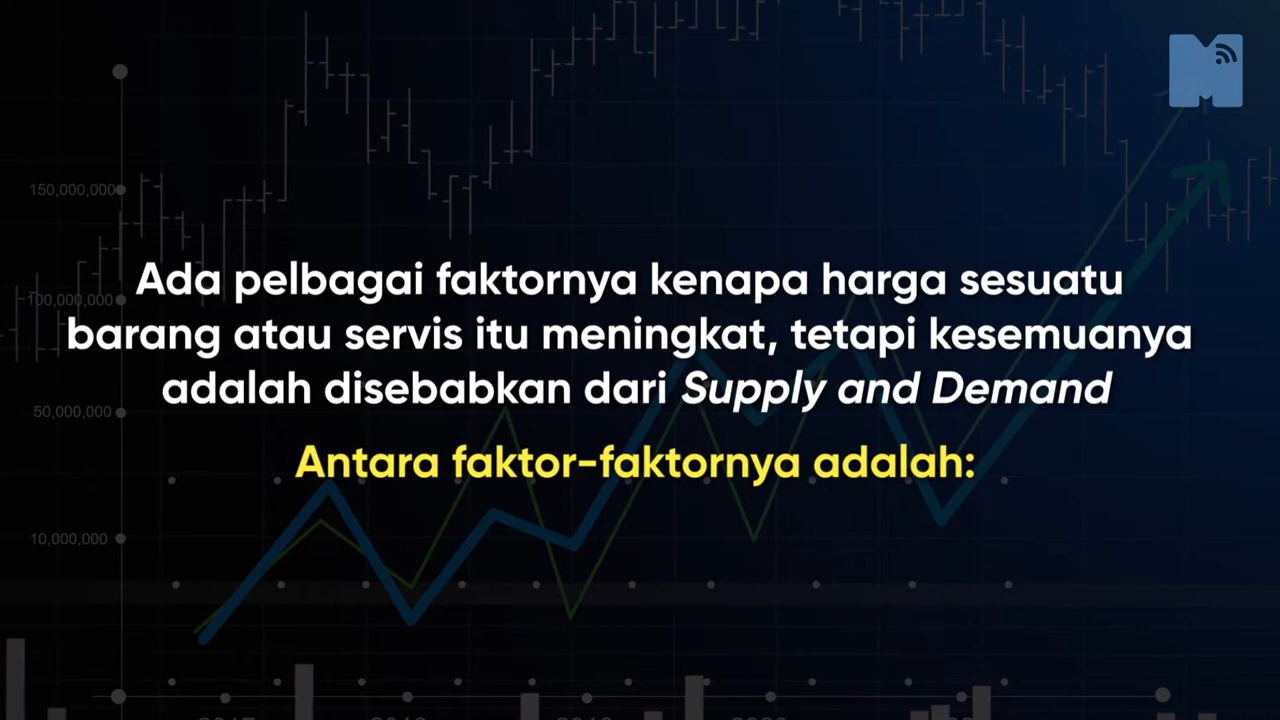 150,000,000
Ada pelbagai faktornya kenapa harga sesuatu
100,000,000
barang atau servis itu meningkat, tetapi kesemuanya
adalah disebabkan dari Supply and Demand
50,000,000
Antara faktor-faktornya adalah:
10,000,000